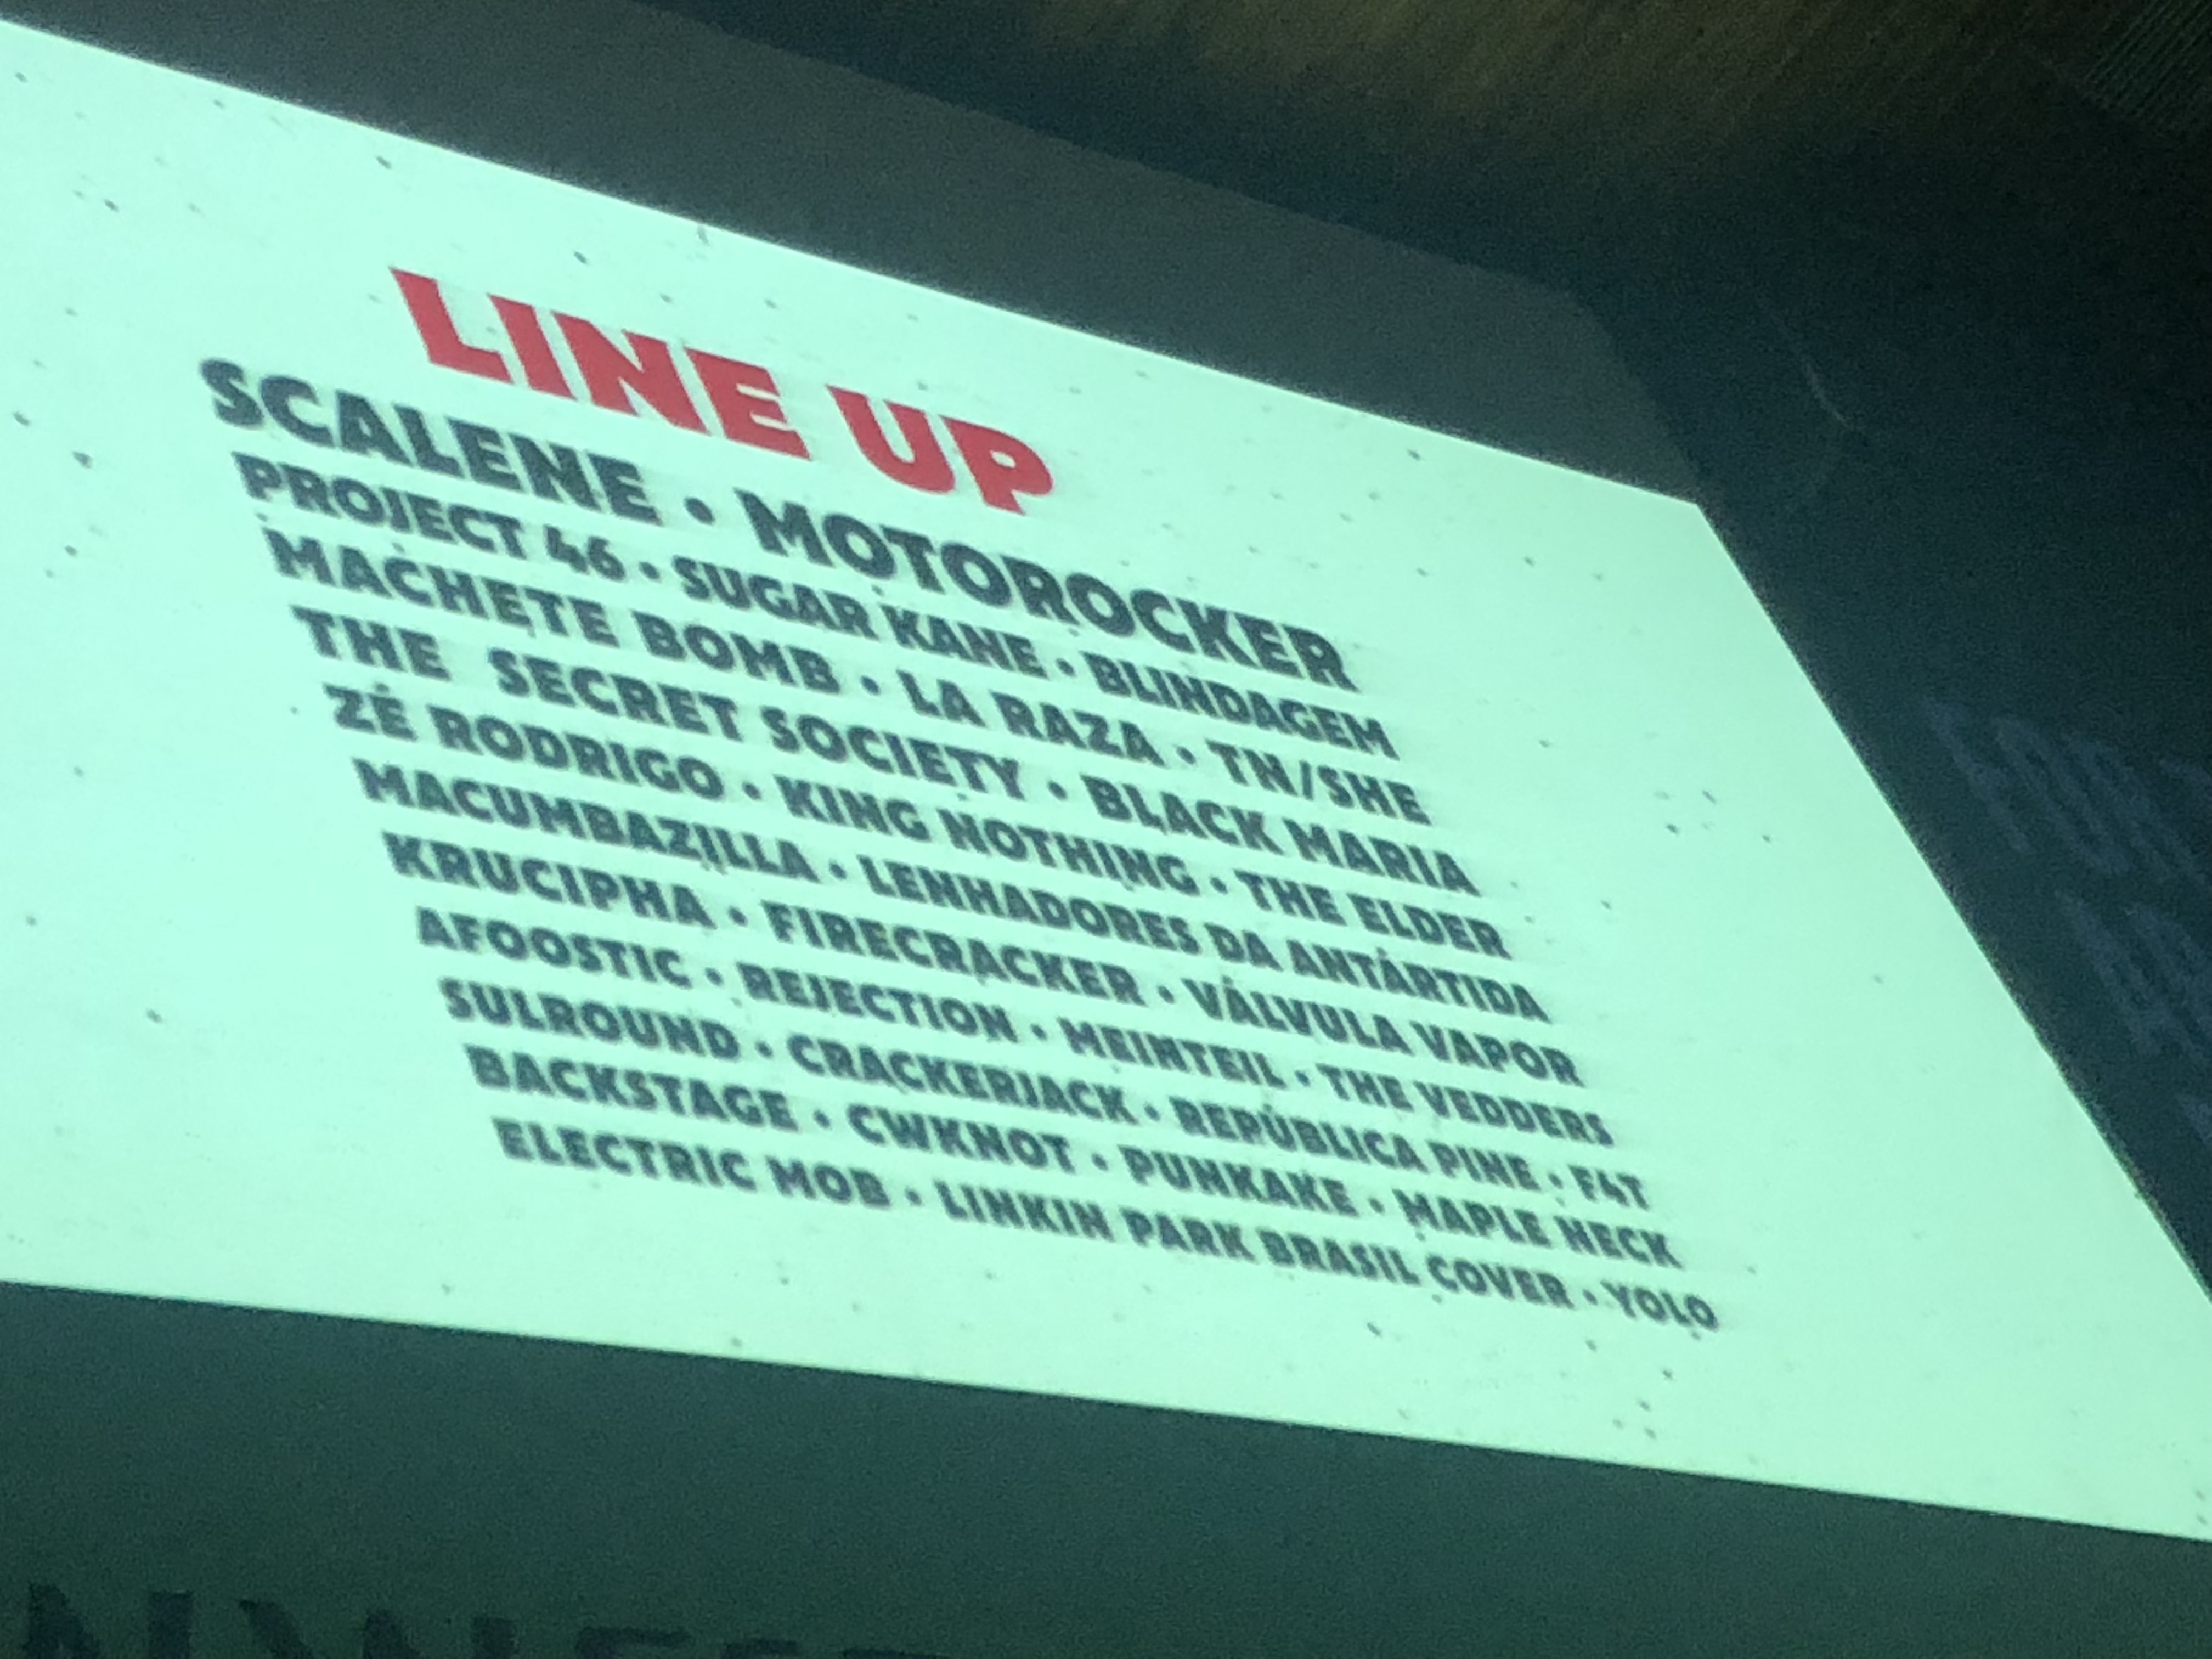 LINE UP
SCALENE • MOTOROCKER
PROJECT 46 • SUGAR KANE • BLINDAGEM
MACHETE BOMB • LA RAZA • TN/SHE
THE SECRET SOCIETY • BLACK MARIA
ZÉ RODRIGO • KING NOTHING • THE ELDER
MACUMBAZILLA • LENHADORES DA ANTÁRTIDA
KRUCIPHA • FIRECRACKER • VÁLVULA VAPOR
AFOOSTIC • REJECTION • MEINTEIL • THE VEDDERS
SULROUND • CRACKERJACK • REPÚBLICA PINE • F4T
BACKSTAGE • CWKNOT • PUNKAKE • MAPLE NECK
ELECTRIC MOB • LINKIN PARK BRASIL COVER • YOLO